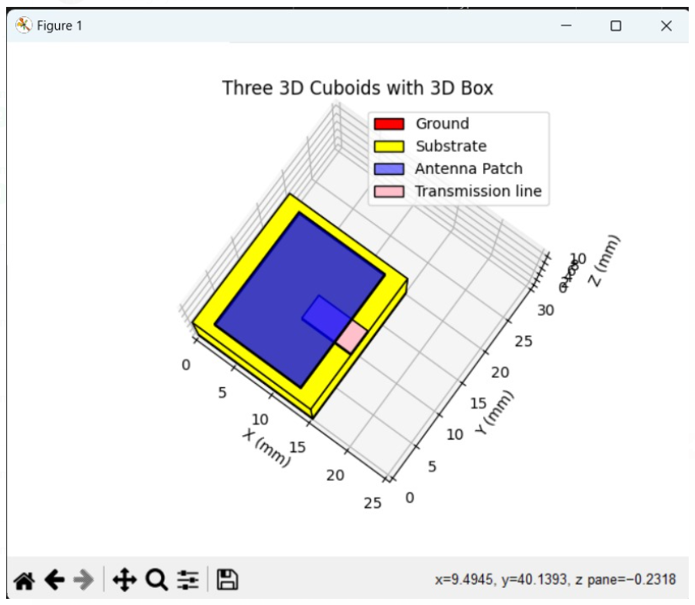 Figure 1
Three 3D Cuboids with 3D Box
Ground
Substrate
Antenna Patch
Transmission line
10
Z (mm)
30
25
20
15
10
5
0
Y (mm)
0
5
10
15
20
25
X (mm)
x=9.4945, y=40.1393, z pane=−0.2318